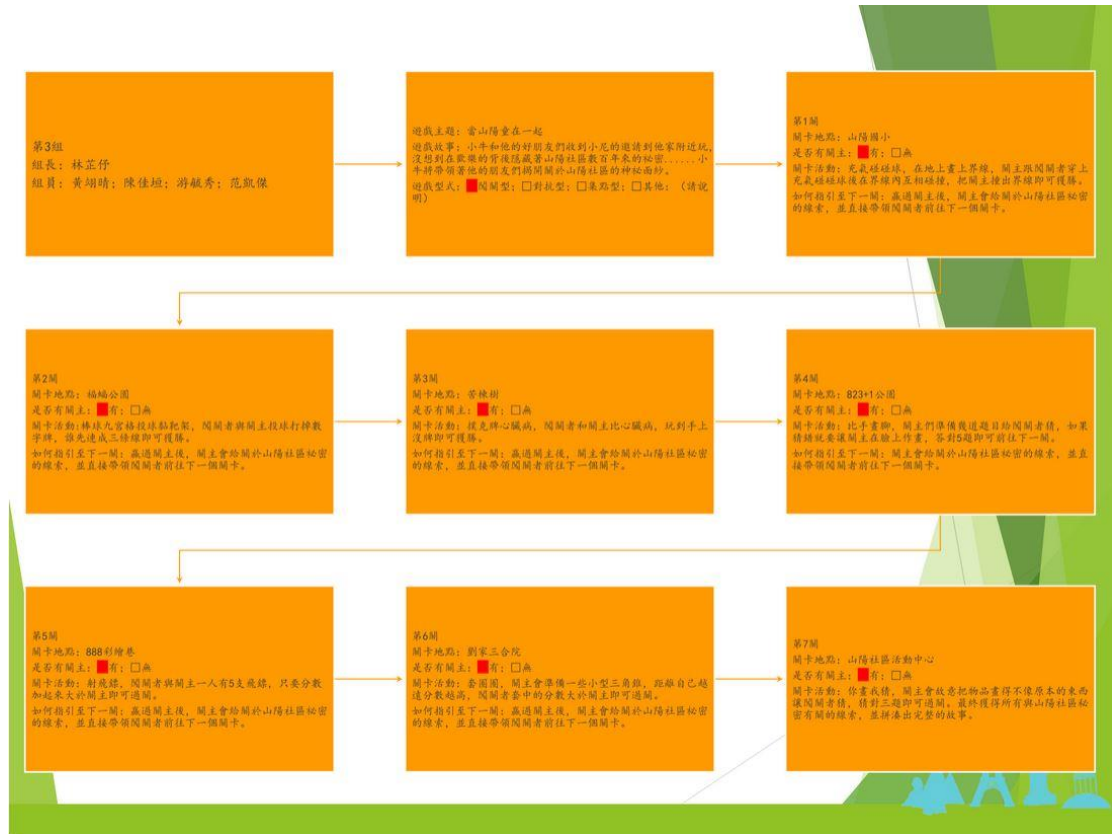 第3組
組長：林芷伃
組員：黃翊晴；陳佳垣；游毓秀；范凱傑
遊戲主題：當山陽童在一起
遊戲故事：小牛和他的好朋友們收到小尼的邀請到他家附近玩，
沒想到在歡樂的背後隱藏著山陽社區數百年來的秘密......小
牛將帶領著他的朋友們揭開關於山陽社區的神秘面紗。
遊戲型式：■闖關型；□對抗型；□集點型；□其他：（請說
明）
第1關
關卡地點：山陽國小
是否有關主：■有；□無
關卡活動：充氣碰碰球，在地上畫上界線，關主跟闖關者穿上
充氣碰碰球後在界線內互相碰撞，把關主撞出界線即可獲勝。
如何指引至下一關：贏過關主後，關主會給關於山陽社區秘密
的線索，並直接帶領闖關者前往下一個關卡。
第2關
關卡地點：蝙蝠公園
是否有關主：■有；□無
關卡活動:棒球九宮格投球黏靶架，闖關者與關主投球打掉數
字牌，誰先連成三條線即可獲勝。
如何指引至下一關：贏過關主後，關主會給關於山陽社區秘密
的線索，並直接帶領闖關者前往下一個關卡。
第3關
關卡地點：苦楝樹
是否有關主：■有；□無
關卡活動：撲克牌心臟病，闖關者和關主比心臟病，玩到手上
沒牌即可獲勝。
如何指引至下一關：贏過關主後，關主會給關於山陽社區秘密
的線索，並直接帶領闖關者前往下一個關卡。
第4關
關卡地點：823+1公園
是否有關主：■有；□無
關卡活動：比手畫腳，關主們準備幾道題目給闖關者猜，如果
猜錯就要讓關主在臉上作畫，答對5題即可前往下一關。
如何指引至下一關：關主會給關於山陽社區秘密的線索，並直
接帶領闖關者前往下一個關卡。
第5關
關卡地點：888彩繪巷
是否有關主：■有；□無
關卡活動：射飛鏢，闖關者與關主一人有5支飛鏢，只要分數
加起來大於關主即可過關。
如何指引至下一關：贏過關主後，關主會給關於山陽社區秘密
的線索，並直接帶領闖關者前往下一個關卡。
第6關
關卡地點：劉家三合院
是否有關主：■有；□無
關卡活動：套圈圈，關主會準備一些小型三角錐，距離自己越
遠分數越高，闖關者套中的分數大於關主即可過關。
如何指引至下一關：贏過關主後，關主會給關於山陽社區秘密
的線索，並直接帶領闖關者前往下一個關卡。
第7關
關卡地點：山陽社區活動中心
是否有關主：■有；□無
關卡活動：你畫我猜，關主會故意把物品畫得不像原本的東西
讓闖關者猜，猜對三題即可過關。最終獲得所有與山陽社區秘
密有關的線索，並拼湊出完整的故事。